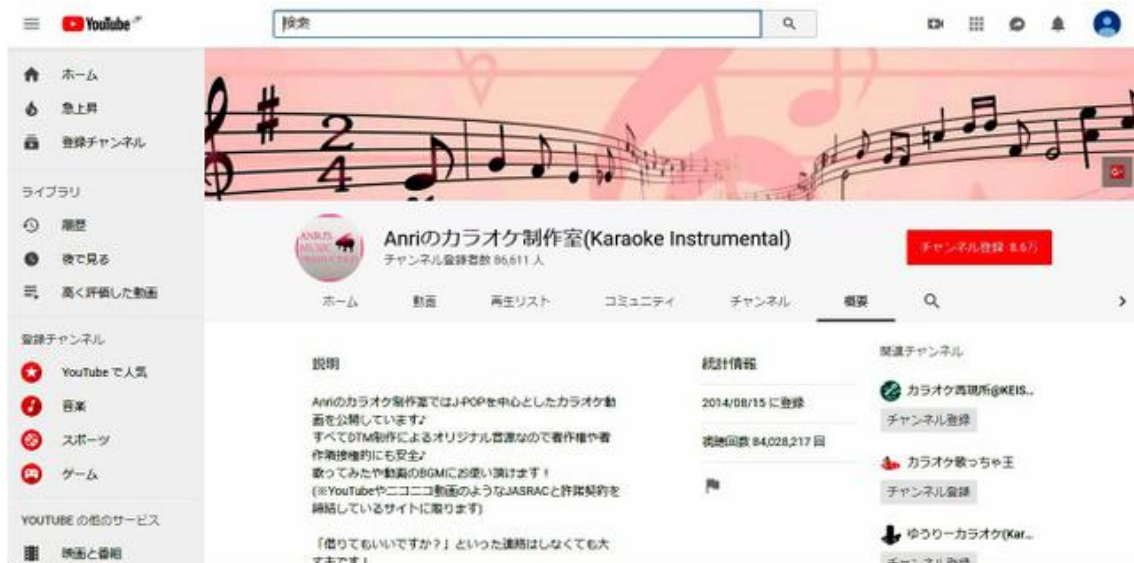 YouTube JP
検索
ホーム
急上昇
登録チャンネル
ライブラリ
履歴
後で見る
高く評価した動画
登録チャンネル
YouTube で人気
音楽
スポーツ
ゲーム
YOUTUBE の他のサービス
映画と番組
2
4
G+
ANRI'S
MUSIC
PRODUCTION
Anriのカラオケ制作室(Karaoke Instrumental)
チャンネル登録者数 86,611 人
チャンネル登録 8.6万
ホーム 動画 再生リスト コミュニティ チャンネル 概要
説明
Anriのカラオケ制作室ではJ-POPを中心としたカラオケ動
画を公開しています♪
すべてDTM制作によるオリジナル音源なので著作権や著
作隣接権的にも安全♪
歌ってみたや動画のBGMにお使い頂けます！
(※YouTubeやニコニコ動画のようなJASRACと許諾契約を
締結しているサイトに限ります)
「借りてもいいですか？」といった連絡はしなくても大
丈夫です！
統計情報
2014/08/15 に登録
視聴回数 84,028,217 回
関連チャンネル
カラオケ再現所@KEIS...
チャンネル登録
カラオケ歌っちゃ王
チャンネル登録
ゆうりーカラオケ(Kar...
チャンネル登録